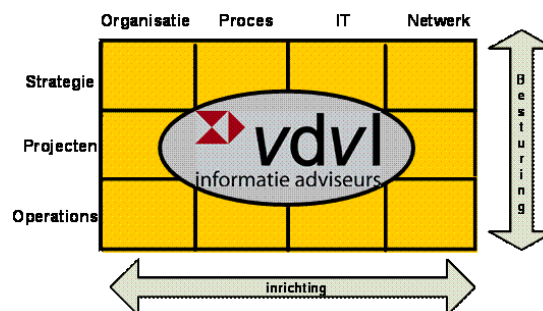 Organisatie Proces IT Netwerk
Strategie
Projecten
Operations
vdvl
informatie adviseurs
Besturing
inrichting